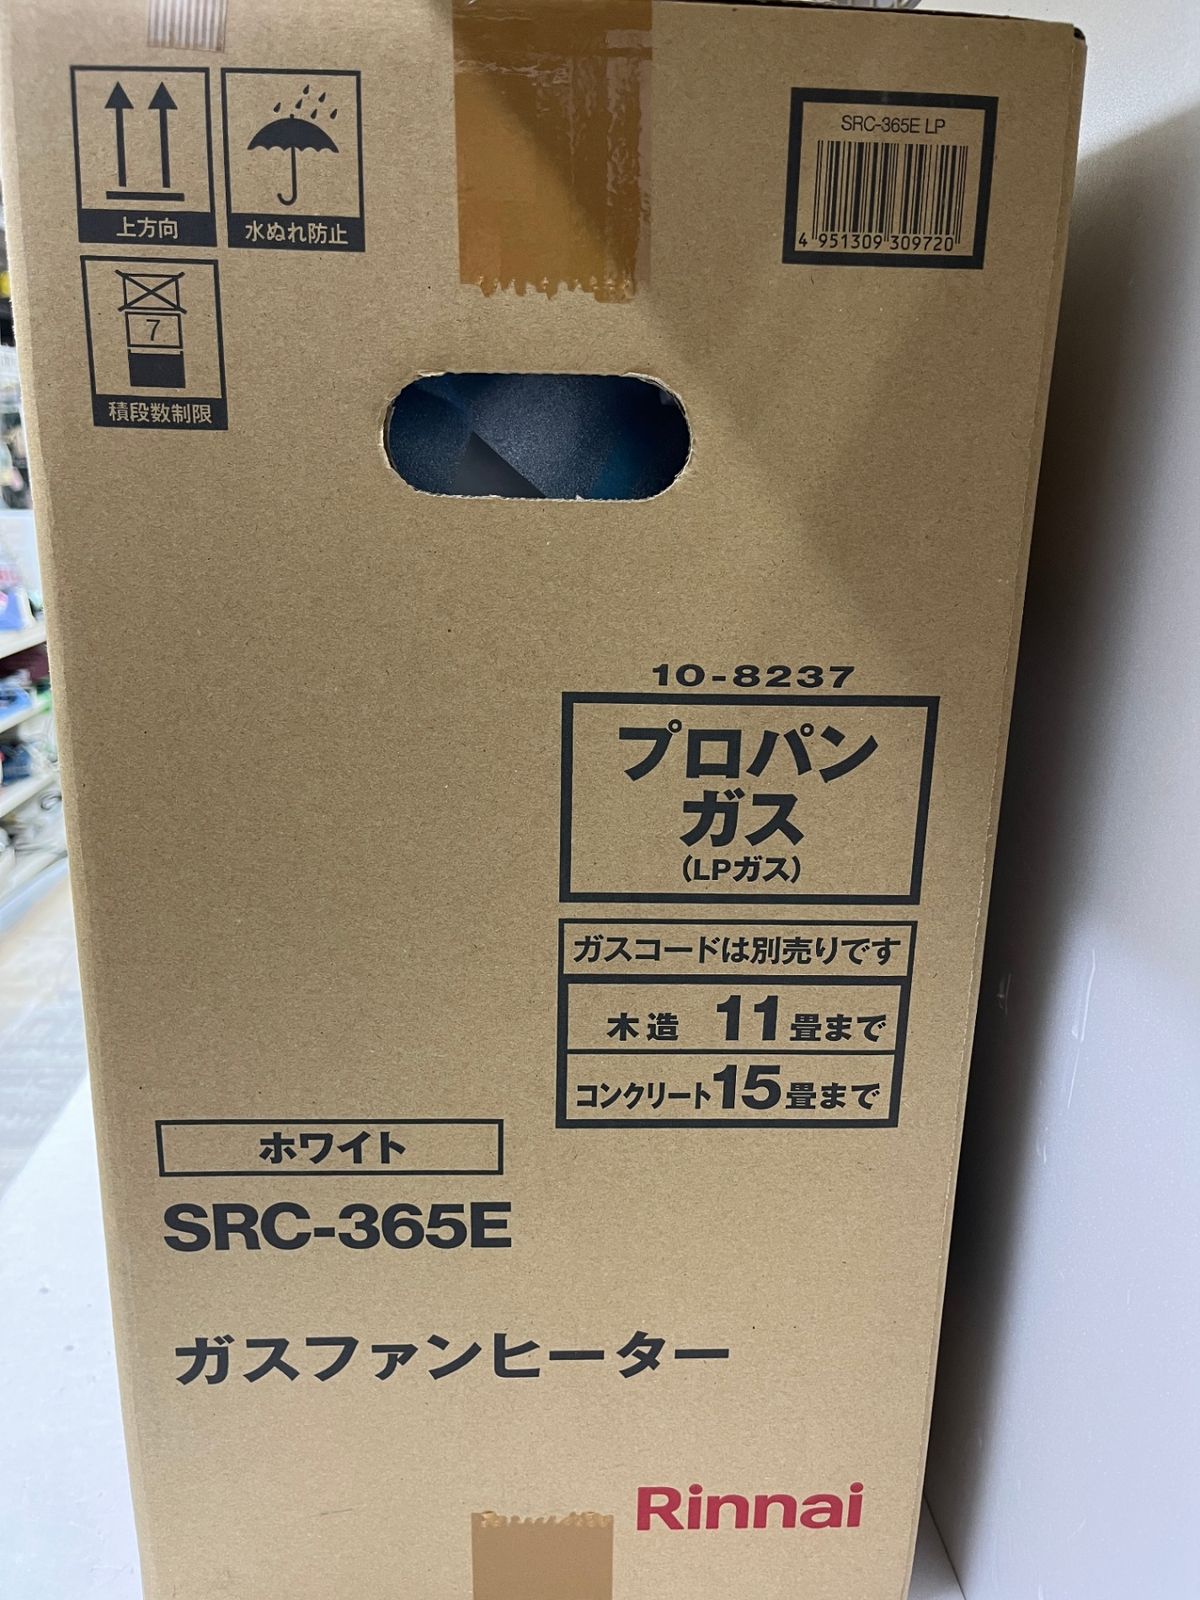 上方向
水ぬれ防止
SRC-365E LP
4 951309 309720
7
積段数制限
10-8237
プロパン
ガス
(LPガス)
ガスコードは別売りです
木造 11畳まで
コンクリート15畳まで
ホワイト
SRC-365E
ガスファンヒーター
Rinnai